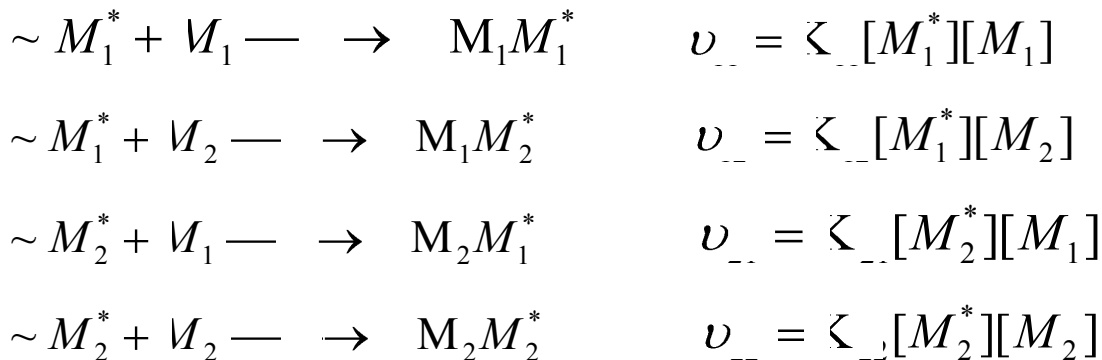 ~ M₁* + M₁ — → M₁M₁* υ = K [M₁*][M₁]
~ M₁* + M₂ — → M₁M₂* υ = K [M₁*][M₂]
~ M₂* + M₁ — → M₂M₁* υ = K [M₂*][M₁]
~ M₂* + M₂ — → M₂M₂* υ = K [M₂*][M₂]